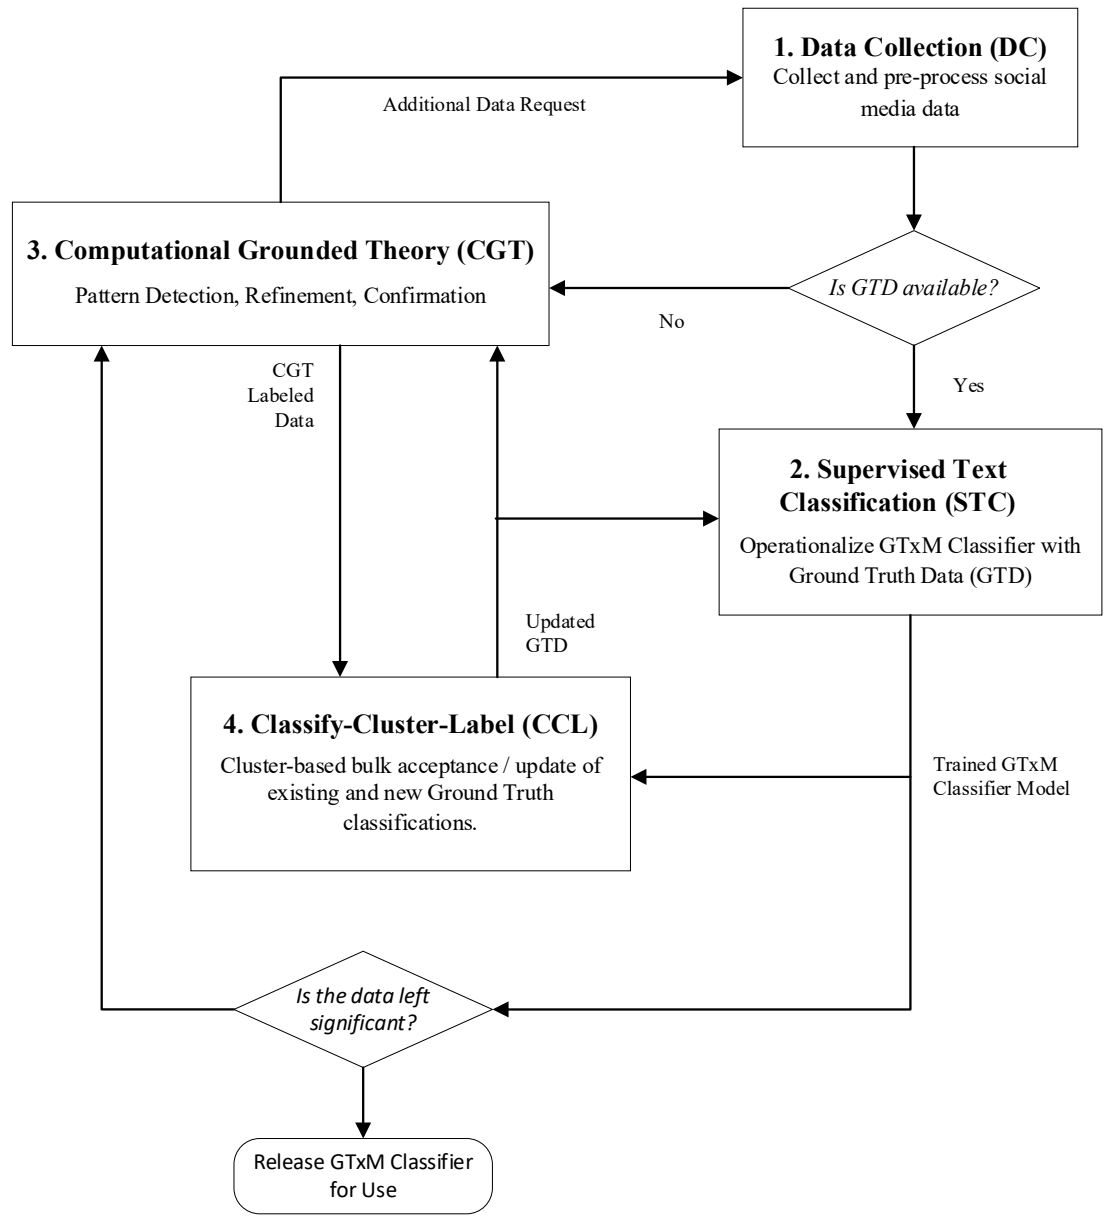 1. Data Collection (DC)
Collect and pre-process social
media data
Additional Data Request
3. Computational Grounded Theory (CGT)
Pattern Detection, Refinement, Confirmation
Is GTD available?
No
Yes
CGT
Labeled
Data
2. Supervised Text
Classification (STC)
Operationalize GTxM Classifier with
Ground Truth Data (GTD)
Updated
GTD
4. Classify-Cluster-Label (CCL)
Cluster-based bulk acceptance / update of
existing and new Ground Truth
classifications.
Trained GTxM
Classifier Model
Is the data left
significant?
Release GTxM Classifier
for Use